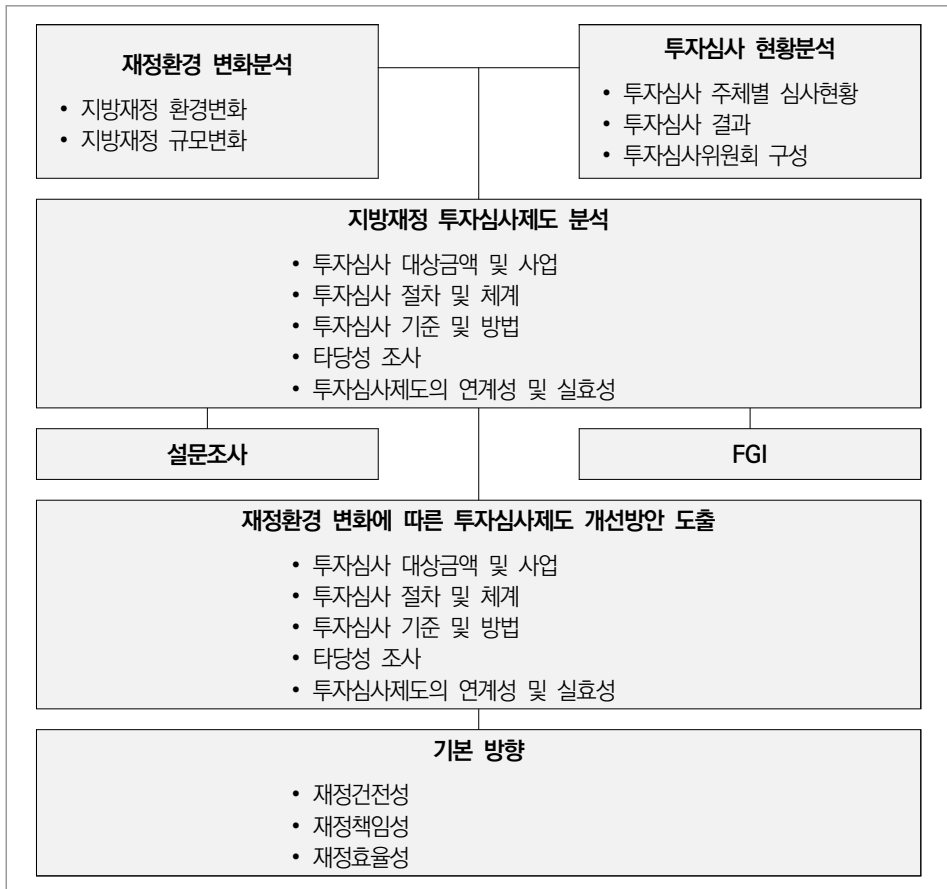 재정환경 변화분석
• 지방재정 환경변화
• 지방재정 규모변화
투자심사 현황분석
• 투자심사 주체별 심사현황
• 투자심사 결과
• 투자심사위원회 구성
지방재정 투자심사제도 분석
• 투자심사 대상금액 및 사업
• 투자심사 절차 및 체계
• 투자심사 기준 및 방법
• 타당성 조사
• 투자심사제도의 연계성 및 실효성
설문조사
FGI
재정환경 변화에 따른 투자심사제도 개선방안 도출
• 투자심사 대상금액 및 사업
• 투자심사 절차 및 체계
• 투자심사 기준 및 방법
• 타당성 조사
• 투자심사제도의 연계성 및 실효성
기본 방향
• 재정건전성
• 재정책임성
• 재정효율성